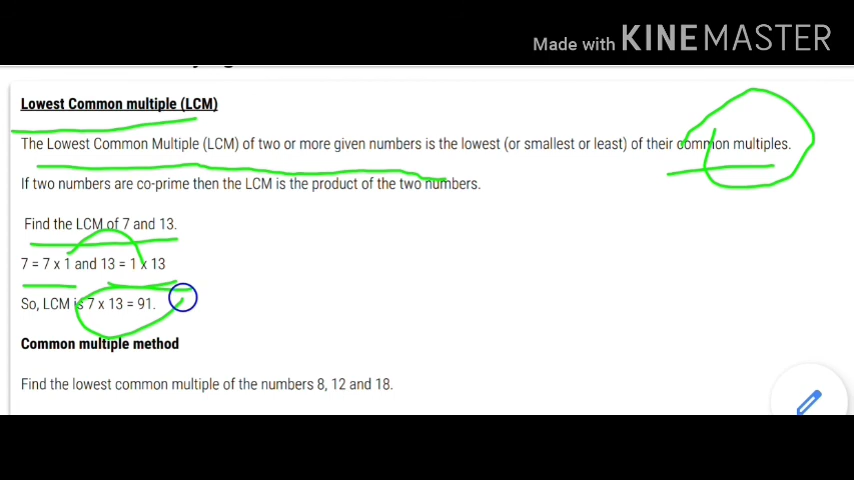 Made with KINEMASTER
Lowest Common multiple (LCM)
The Lowest Common Multiple (LCM) of two or more given numbers is the lowest (or smallest or least) of their common multiples.
If two numbers are co-prime then the LCM is the product of the two numbers.
Find the LCM of 7 and 13.
7 = 7 x 1 and 13 = 1 x 13
So, LCM is 7 x 13 = 91.
Common multiple method
Find the lowest common multiple of the numbers 8, 12 and 18.